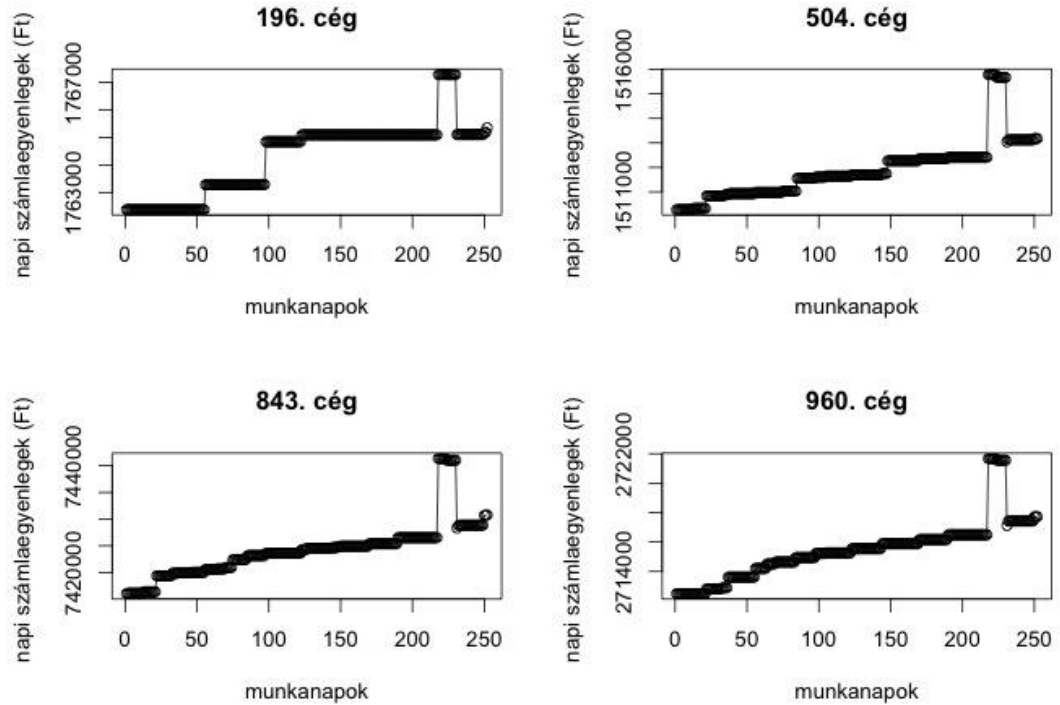 196. cég
napi számlaegyenlegek (Ft)
1767000
1763000
0 50 100 150 200 250
munkanapok
504. cég
napi számlaegyenlegek (Ft)
1516000
1511000
0 50 100 150 200 250
munkanapok
843. cég
napi számlaegyenlegek (Ft)
7440000
7420000
0 50 100 150 200 250
munkanapok
960. cég
napi számlaegyenlegek (Ft)
2722000
2714000
0 50 100 150 200 250
munkanapok